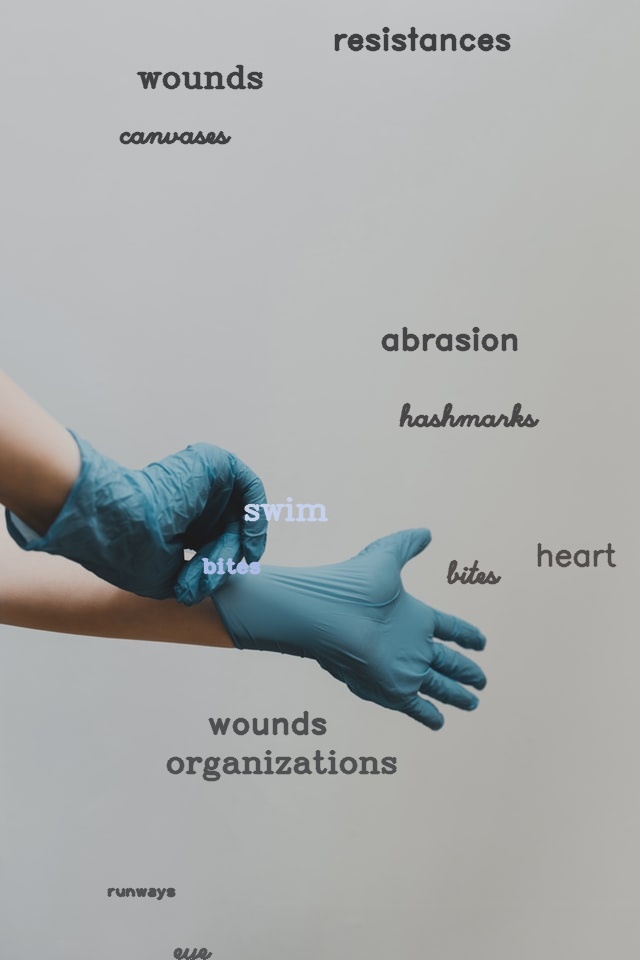 resistances
wounds
canvases
abrasion
hashmarks
swim
heart
bites
bites
wounds
organizations
runways
eye